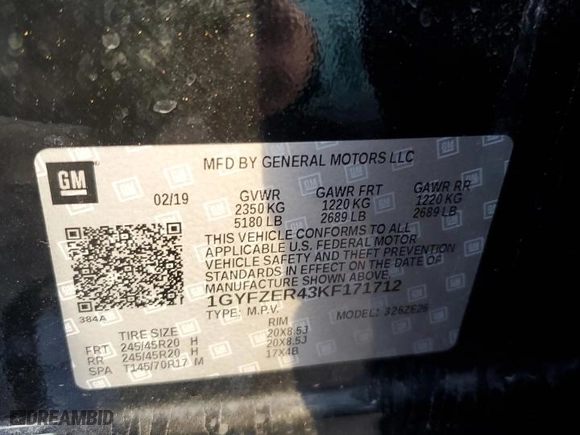 GM
MFD BY GENERAL MOTORS LLC
02/19 GVWR GAWR FRT GAWR RR
2350 KG 1220 KG 1220 KG
5180 LB 2689 LB 2689 LB
THIS VEHICLE CONFORMS TO ALL
APPLICABLE U.S. FEDERAL MOTOR
VEHICLE SAFETY AND THEFT PREVENTION
STANDARDS IN EFFECT ON THE DATE OF
MANUFACTURE SHOWN ABOVE.
1GYFZER43KF171712
384A TYPE: M.P.V. MODEL: 3262E26
TIRE SIZE RIM
FRT 245/45R20 H 20X8.5J
RR 245/45R20 H 20X8.5J
SPA T145/70R17 M 17X4B
DREAMBID